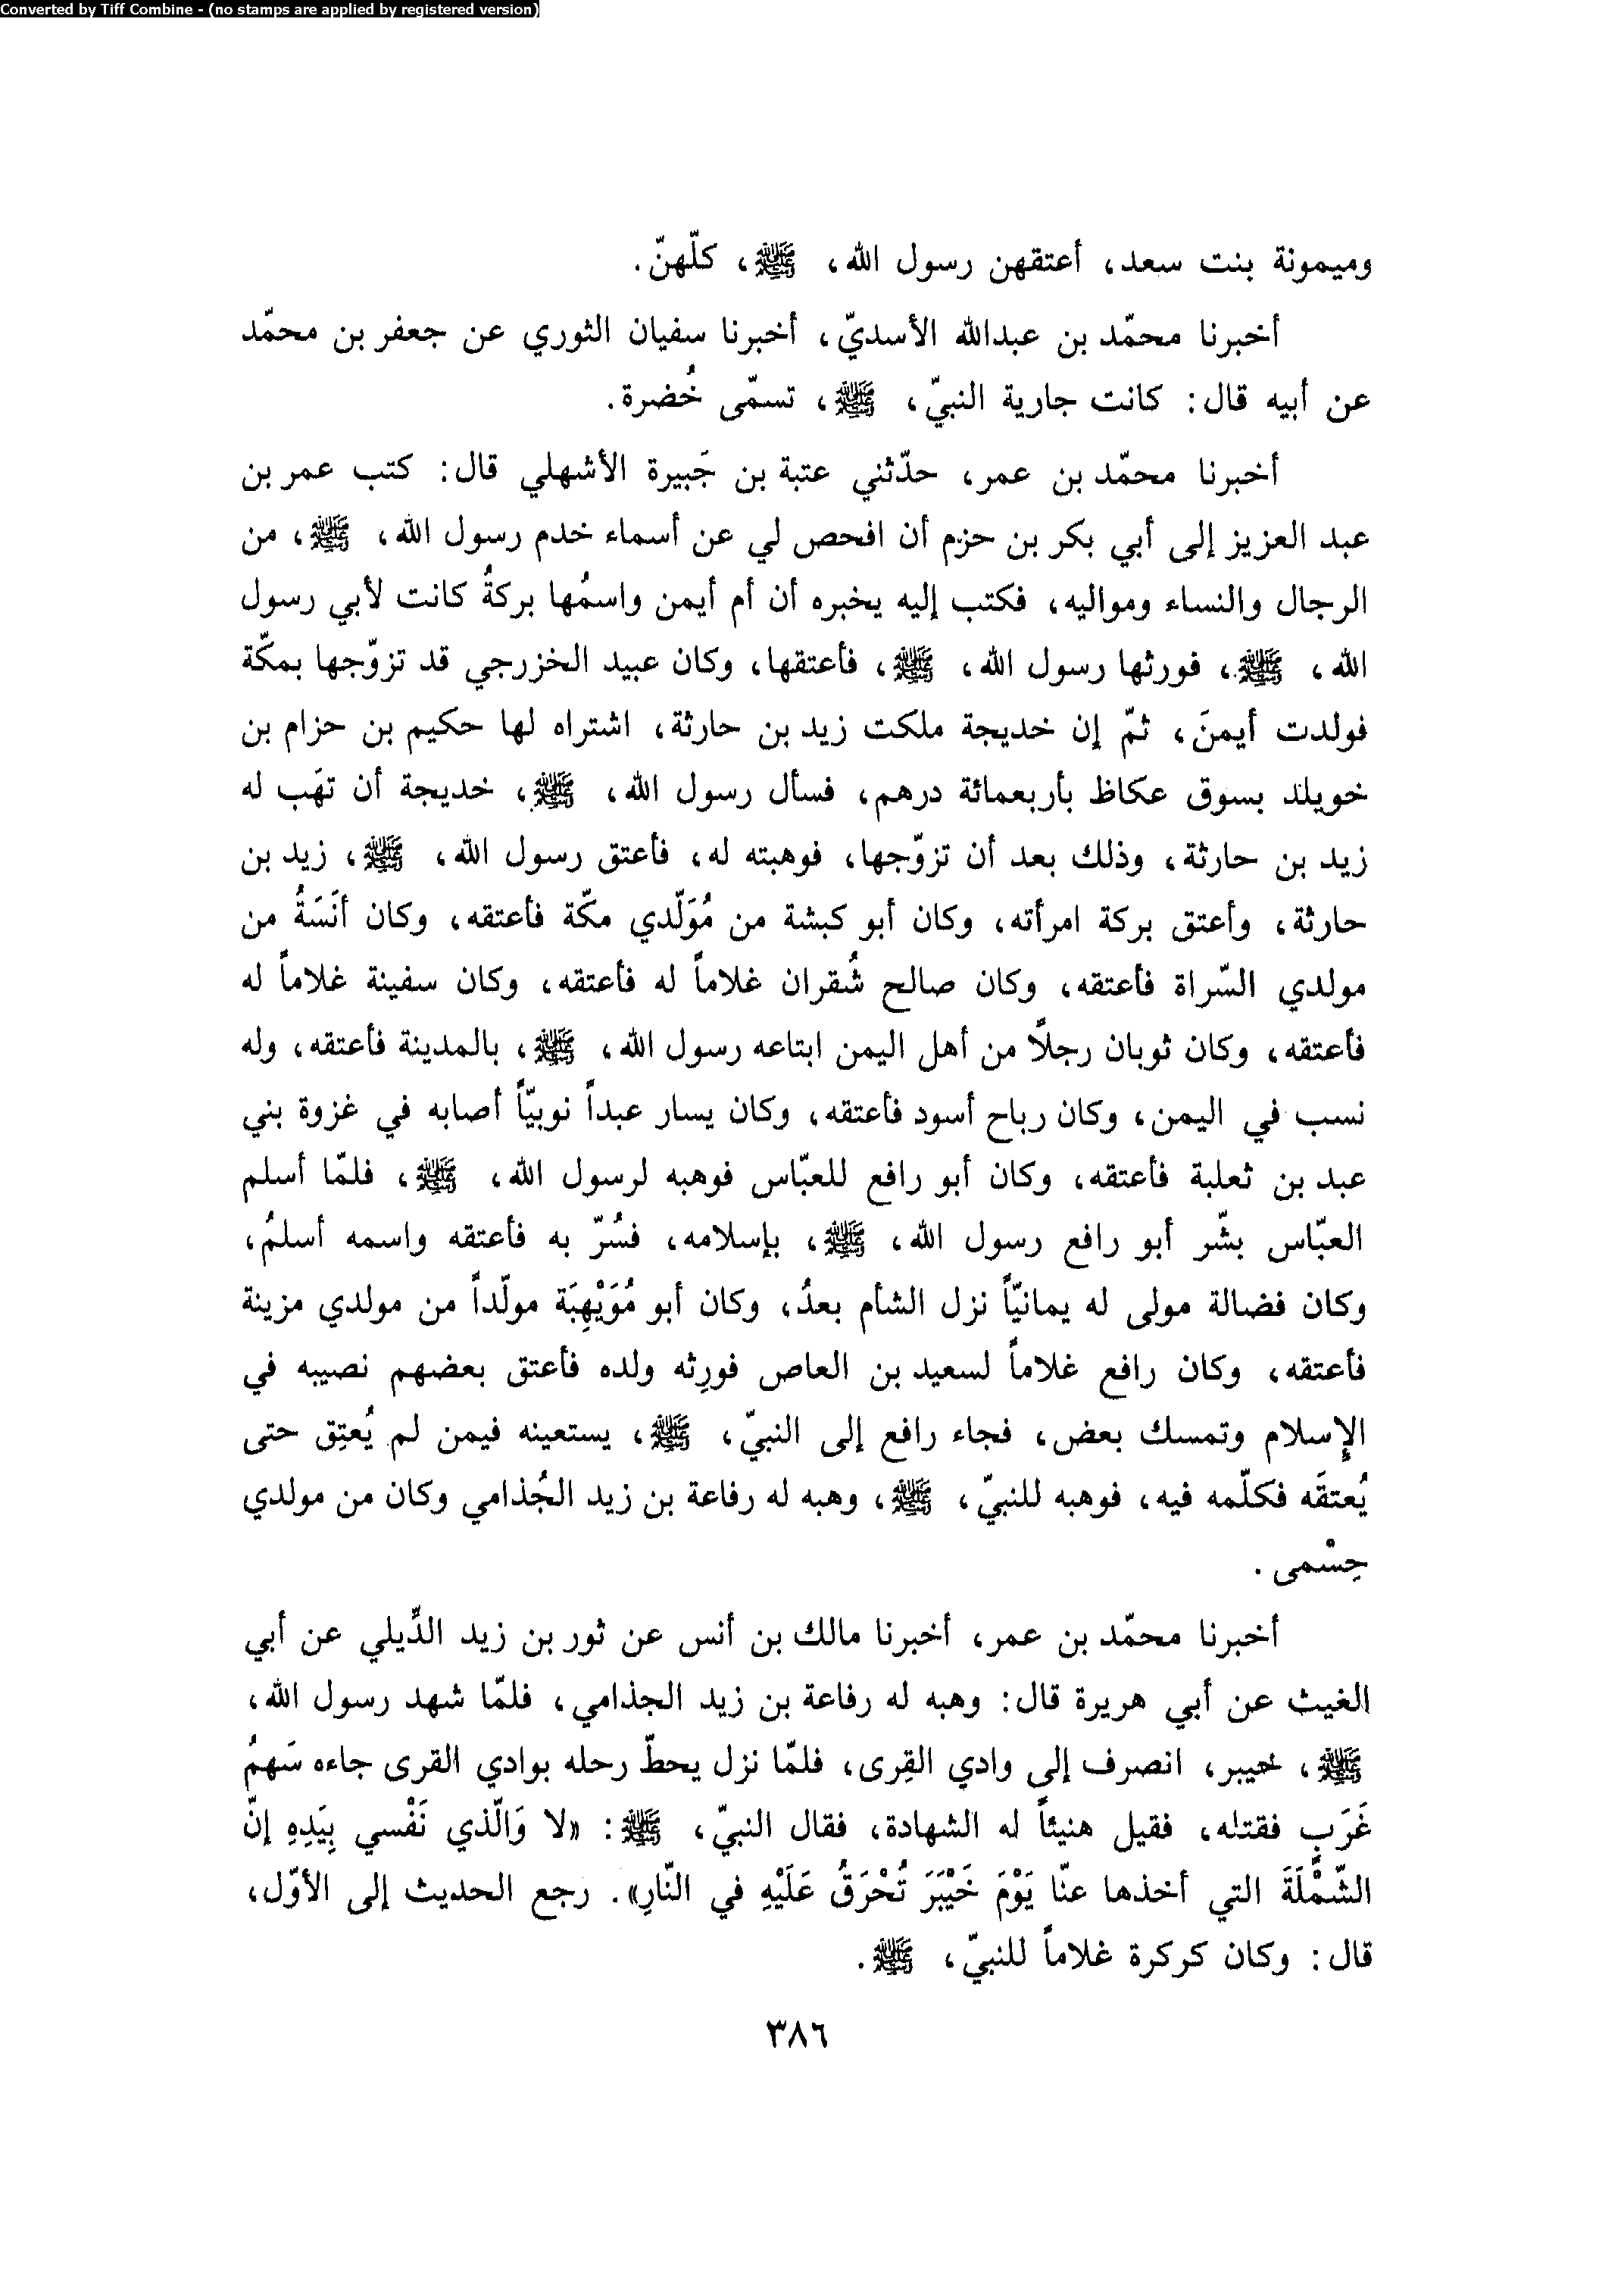 Converted by Tiff Combine - (no stamps are applied by registered version)
وميمونة بنت سعد، أعتقهن رسول الله، ﷺ، كلّهنّ.
أخبرنا محمّد بن عبدالله الأسديّ، أخبرنا سفيان الثوري عن جعفر بن محمّد
عن أبيه قال: كانت جارية النبيّ، ﷺ، تسمّى خُضرة.
أخبرنا محمّد بن عمر، حدّثني عتبة بن جَبيرة الأشهلي قال: كتب عمر بن
عبد العزيز إلى أبي بكر بن حزم أن افحص لي عن أسماء خدم رسول الله، ﷺ، من
الرجال والنساء ومواليه، فكتب إليه يخبره أن أم أيمن واسمُها بركةُ كانت لأبي رسول
الله، ﷺ، فورثها رسول الله، ﷺ، فأعتقها، وكان عبيد الخزرجي قد تزوّجها بمكّة
فولدت أيمنَ، ثمّ إن خديجة ملكت زيد بن حارثة، اشتراه لها حكيم بن حزام بن
خويلد بسوق عكاظ بأربعمائة درهم، فسأل رسول الله، ﷺ، خديجة أن تهَب له
زيد بن حارثة، وذلك بعد أن تزوّجها، فوهبته له، فأعتق رسول الله، ﷺ، زيد بن
حارثة، وأعتق بركة امرأته، وكان أبو كبشة من مُوَلّدي مكّة فأعتقه، وكان أنَسَةُ من
مولدي السّراة فأعتقه، وكان صالح شُقران غلاماً له فأعتقه، وكان سفينة غلاماً له
فأعتقه، وكان ثوبان رجلًا من أهل اليمن ابتاعه رسول الله، ﷺ، بالمدينة فأعتقه، وله
نسب في اليمن، وكان رباح أسود فأعتقه، وكان يسار عبداً نوبيّاً أصابه في غزوة بني
عبد بن ثعلبة فأعتقه، وكان أبو رافع للعبّاس فوهبه لرسول الله، ﷺ، فلمّا أسلم
العبّاس بشّر أبو رافع رسول الله، ﷺ، بإسلامه، فسُرّ به فأعتقه واسمه أسلمُ،
وكان فضالة مولى له يمانيّاً نزل الشأم بعدُ، وكان أبو مُوَيْهِبَة مولّداً من مولدي مزينة
فأعتقه، وكان رافع غلاماً لسعيد بن العاص فورِثه ولده فأعتق بعضهم نصيبه في
الإسلام وتمسك بعض، فجاء رافع إلى النبيّ، ﷺ، يستعينه فيمن لم يُعتِق حتى
يُعتقَه فكلّمه فيه، فوهبه للنبيّ، ﷺ، وهبه له رفاعة بن زيد الجُذامي وكان من مولدي
حِسْمى.
أخبرنا محمّد بن عمر، أخبرنا مالك بن أنس عن ثور بن زيد الدِّيلي عن أبي
الغيث عن أبي هريرة قال: وهبه له رفاعة بن زيد الجذامي، فلمّا شهد رسول الله،
ﷺ، خيبر، انصرف إلى وادي القِرى، فلمّا نزل يحطّ رحله بوادي القرى جاءه سَهمُ
غَرَبٍ فقتله، فقيل هنيئاً له الشهادة، فقال النبيّ، ﷺ: «لا وَالّذي نَفْسي بِيَدِهِ إنّ
الشّمْلَةَ التي أخذها عنّا يَوْمَ خَيْبَرَ تُحْرَقُ عَلَيْهِ في النّارِ». رجع الحديث إلى الأوّل،
قال: وكان كركرة غلاماً للنبيّ، ﷺ.
٣٨٦